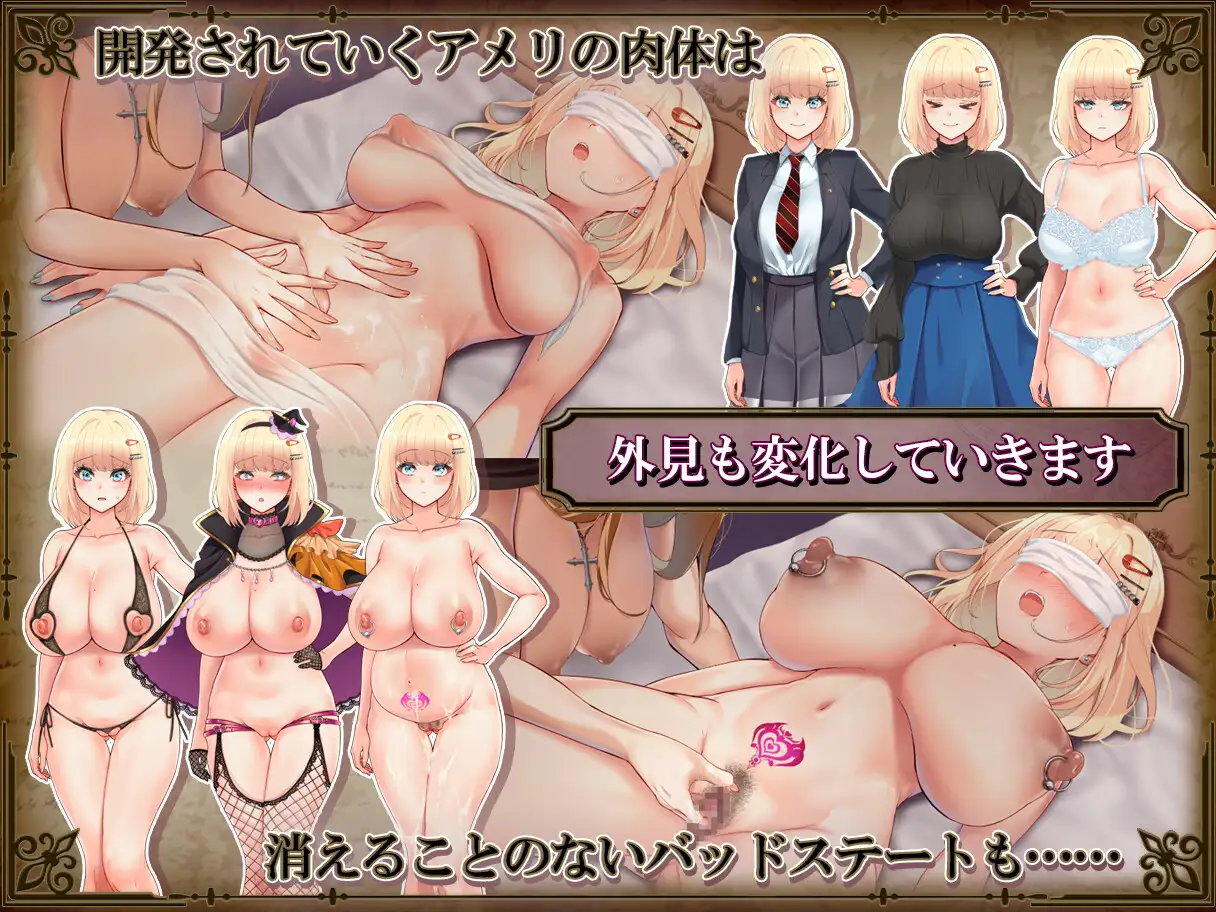 開発されていくアメリの肉体は
外見も変化していきます
消えることのないバッドステートも……